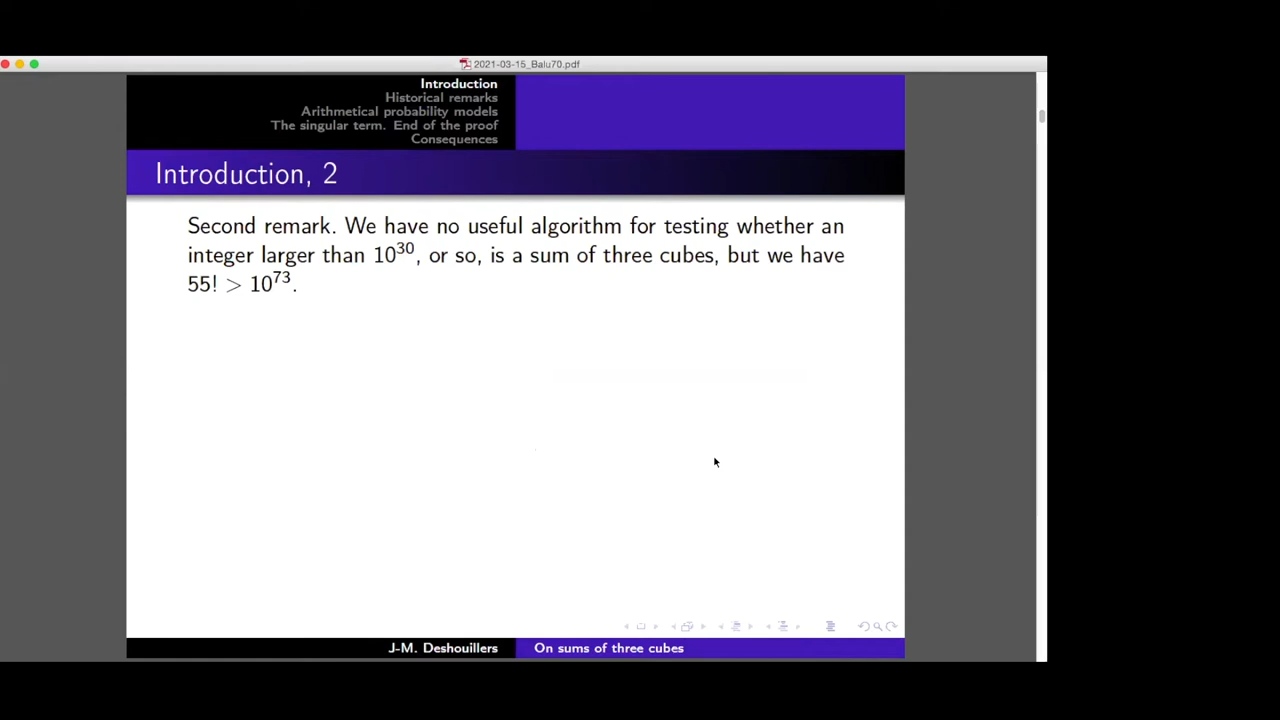 2021-03-15_Balu70.pdf
Introduction
Historical remarks
Arithmetical probability models
The singular term. End of the proof
Consequences
Introduction, 2
Second remark. We have no useful algorithm for testing whether an
integer larger than 10^30, or so, is a sum of three cubes, but we have
55! > 10^73.
J-M. Deshouillers
On sums of three cubes